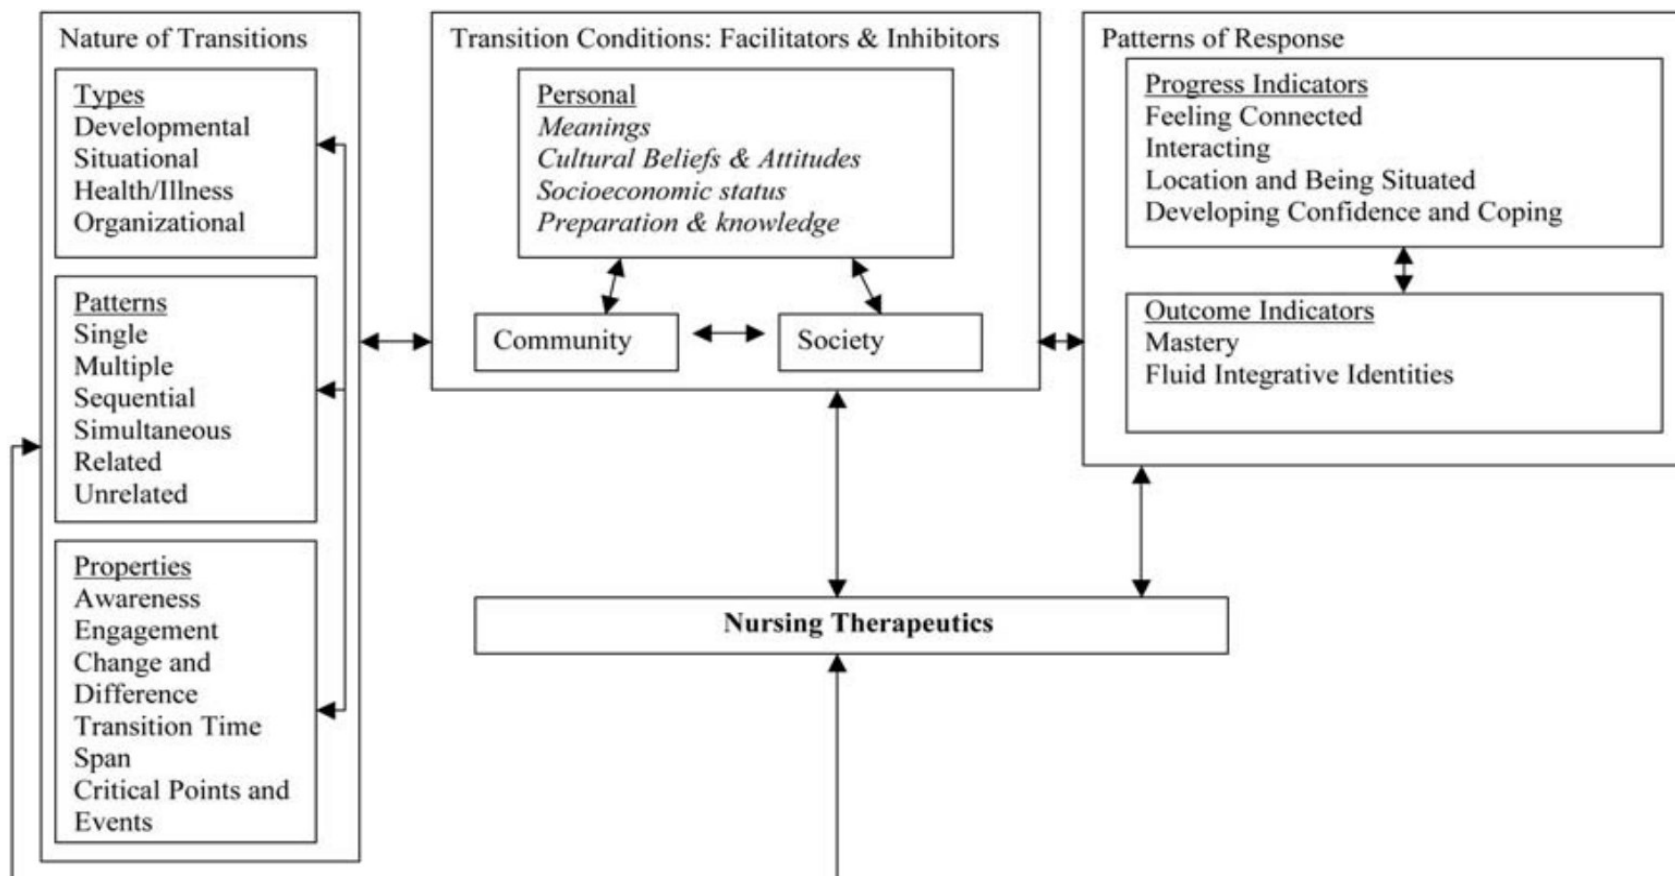 Nature of Transitions
Types
Developmental
Situational
Health/Illness
Organizational
Patterns
Single
Multiple
Sequential
Simultaneous
Related
Unrelated
Properties
Awareness
Engagement
Change and
Difference
Transition Time
Span
Critical Points and
Events
Transition Conditions: Facilitators & Inhibitors
Personal
Meanings
Cultural Beliefs & Attitudes
Socioeconomic status
Preparation & knowledge
Community
Society
Patterns of Response
Progress Indicators
Feeling Connected
Interacting
Location and Being Situated
Developing Confidence and Coping
Outcome Indicators
Mastery
Fluid Integrative Identities
Nursing Therapeutics